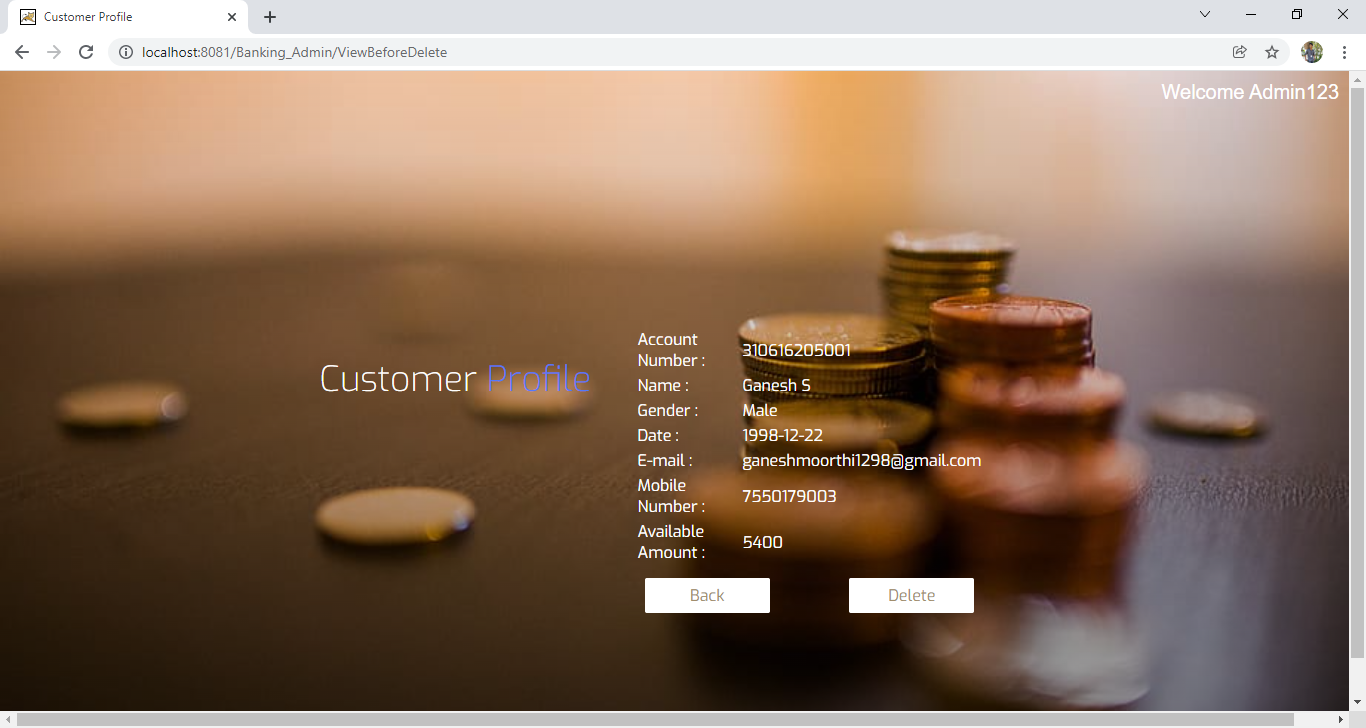 Customer Profile
localhost:8081/Banking_Admin/ViewBeforeDelete
Welcome Admin123
Customer Profile
Account Number : 310616205001
Name : Ganesh S
Gender : Male
Date : 1998-12-22
E-mail : ganeshmoorthi1298@gmail.com
Mobile Number : 7550179003
Available Amount : 5400
Back Delete